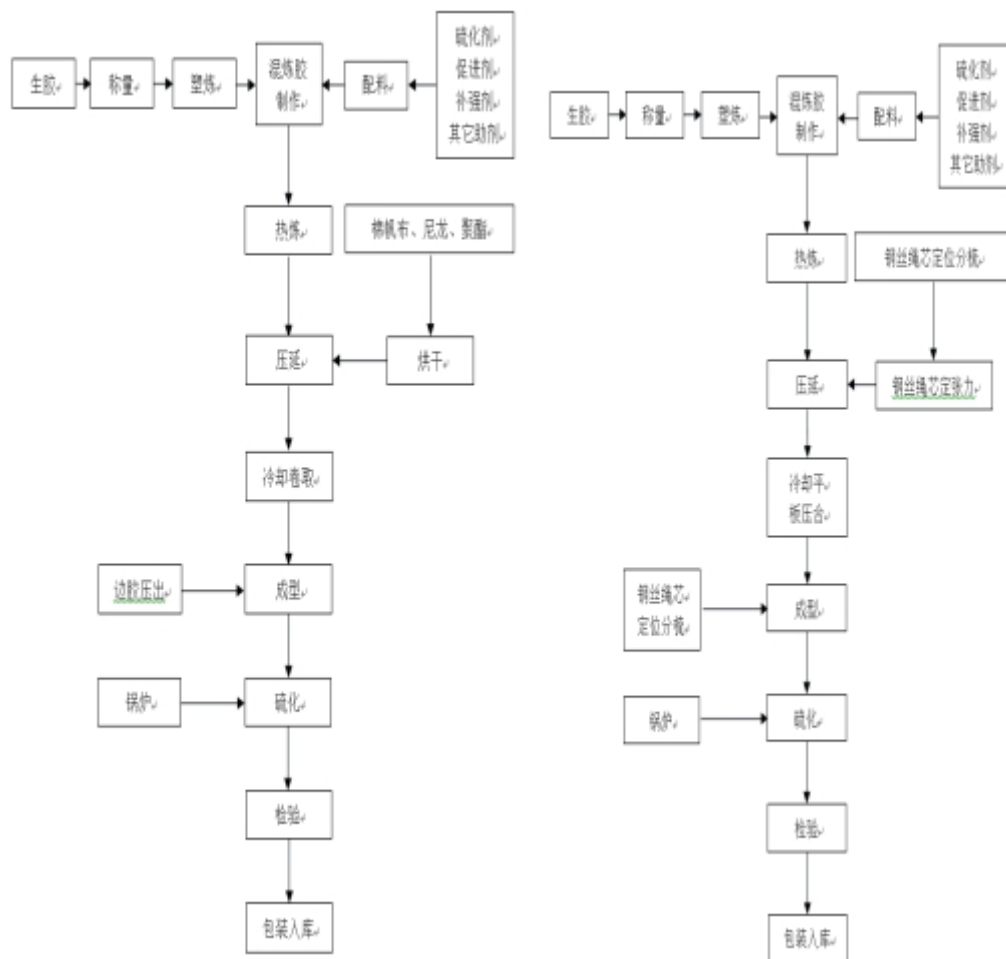 生胶
称量
塑炼
混炼胶
制作
配料
硫化剂
促进剂
补强剂
其它助剂
热炼
棉帆布、尼龙、聚酯
压延
烘干
冷却卷取
边胶压出
成型
锅炉
硫化
检验
包装入库
生胶
称量
塑炼
混炼胶
制作
配料
硫化剂
促进剂
补强剂
其它助剂
热炼
钢丝绳芯定位分梳
压延
钢丝绳芯定张力
冷却平
板压合
钢丝绳芯
定位分梳
成型
锅炉
硫化
检验
包装入库